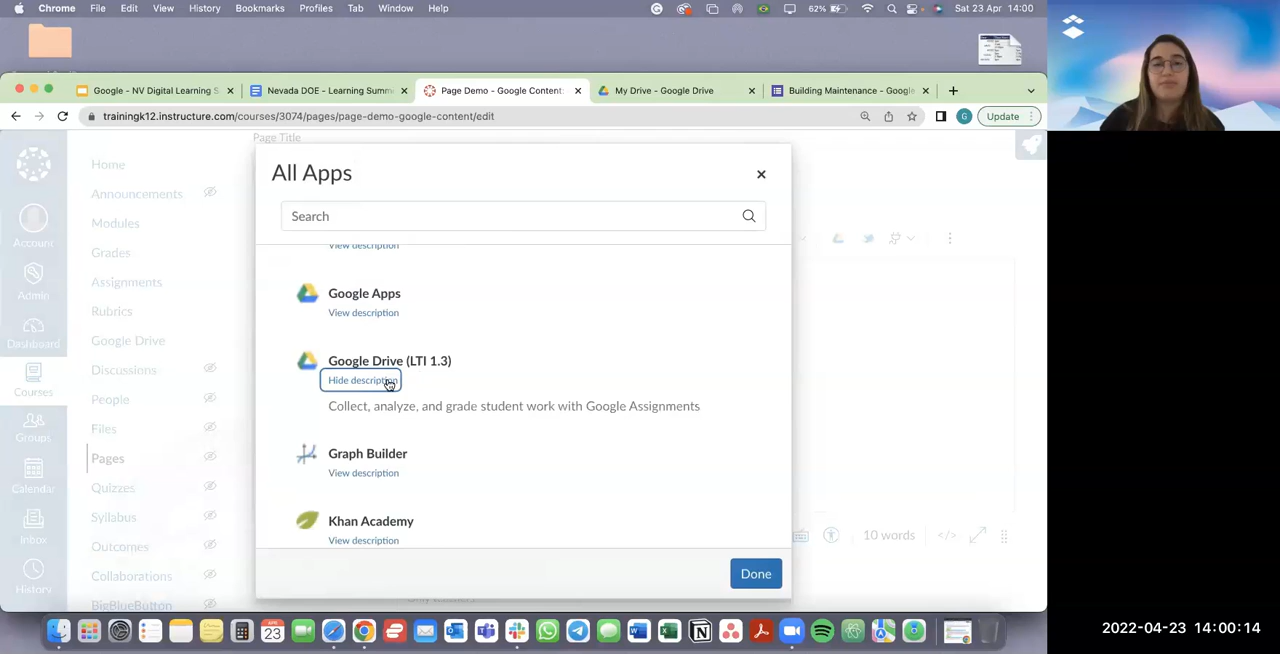 Chrome File Edit View History Bookmarks Profiles Tab Window Help 62% Sat 23 Apr 14:00
Google - NV Digital Learning S
Nevada DOE - Learning Summ
Page Demo - Google Content
My Drive - Google Drive
Building Maintenance - Google
trainingk12.instructure.com/courses/3074/pages/page-demo-google-content/edit
G
Update
Page Title
Account
Admin
Dashboard
Courses
Groups
Calendar
Inbox
History
Home
Announcements
Modules
Grades
Assignments
Rubrics
Google Drive
Discussions
People
Files
Pages
Quizzes
Syllabus
Outcomes
Collaborations
BigBlueButton
All Apps
Search
View description
Google Apps
View description
Google Drive (LTI 1.3)
Hide description
Collect, analyze, and grade student work with Google Assignments
Graph Builder
View description
Khan Academy
View description
Done
10 words
</>
APR
23
2022-04-23 14:00:14